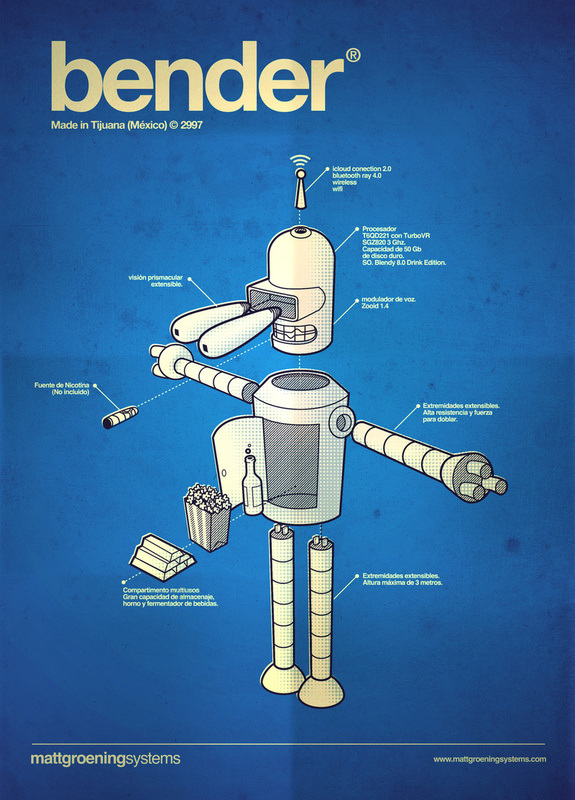 bender®
Made in Tijuana (México) © 2997
icloud conection 2.0
bluetooth ray 4.0
wireless
wifi
Procesador
T6QD221 con TurboVR
SGZ820 3 Ghz.
Capacidad de 50 Gb
de disco duro.
SO. Blendy 8.0 Drink Edition.
visión prismacular
extensible.
modulador de voz.
Zooid 1.4
Fuente de Nicotina
(No incluido)
Extremidades extensibles.
Alta resistencia y fuerza
para doblar.
Extremidades extensibles.
Altura máxima de 3 metros.
Compartimento multiusos
Gran capacidad de almacenaje,
horno y fermentador de bebidas.
mattgroeningsystems
www.mattgroeningsystems.com